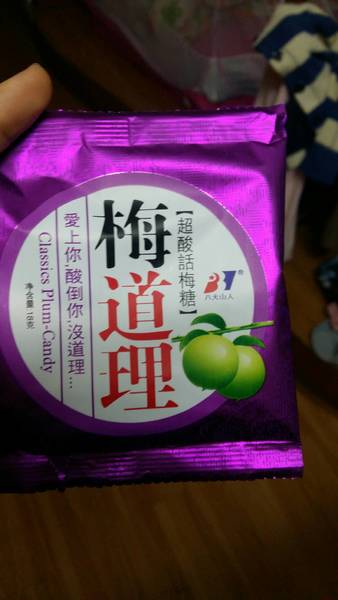 【超酸話梅糖】
梅道理
愛上你 酸倒你 沒道理...
Classics Plum-Candy
净含量 18克
R7
®
八大山人